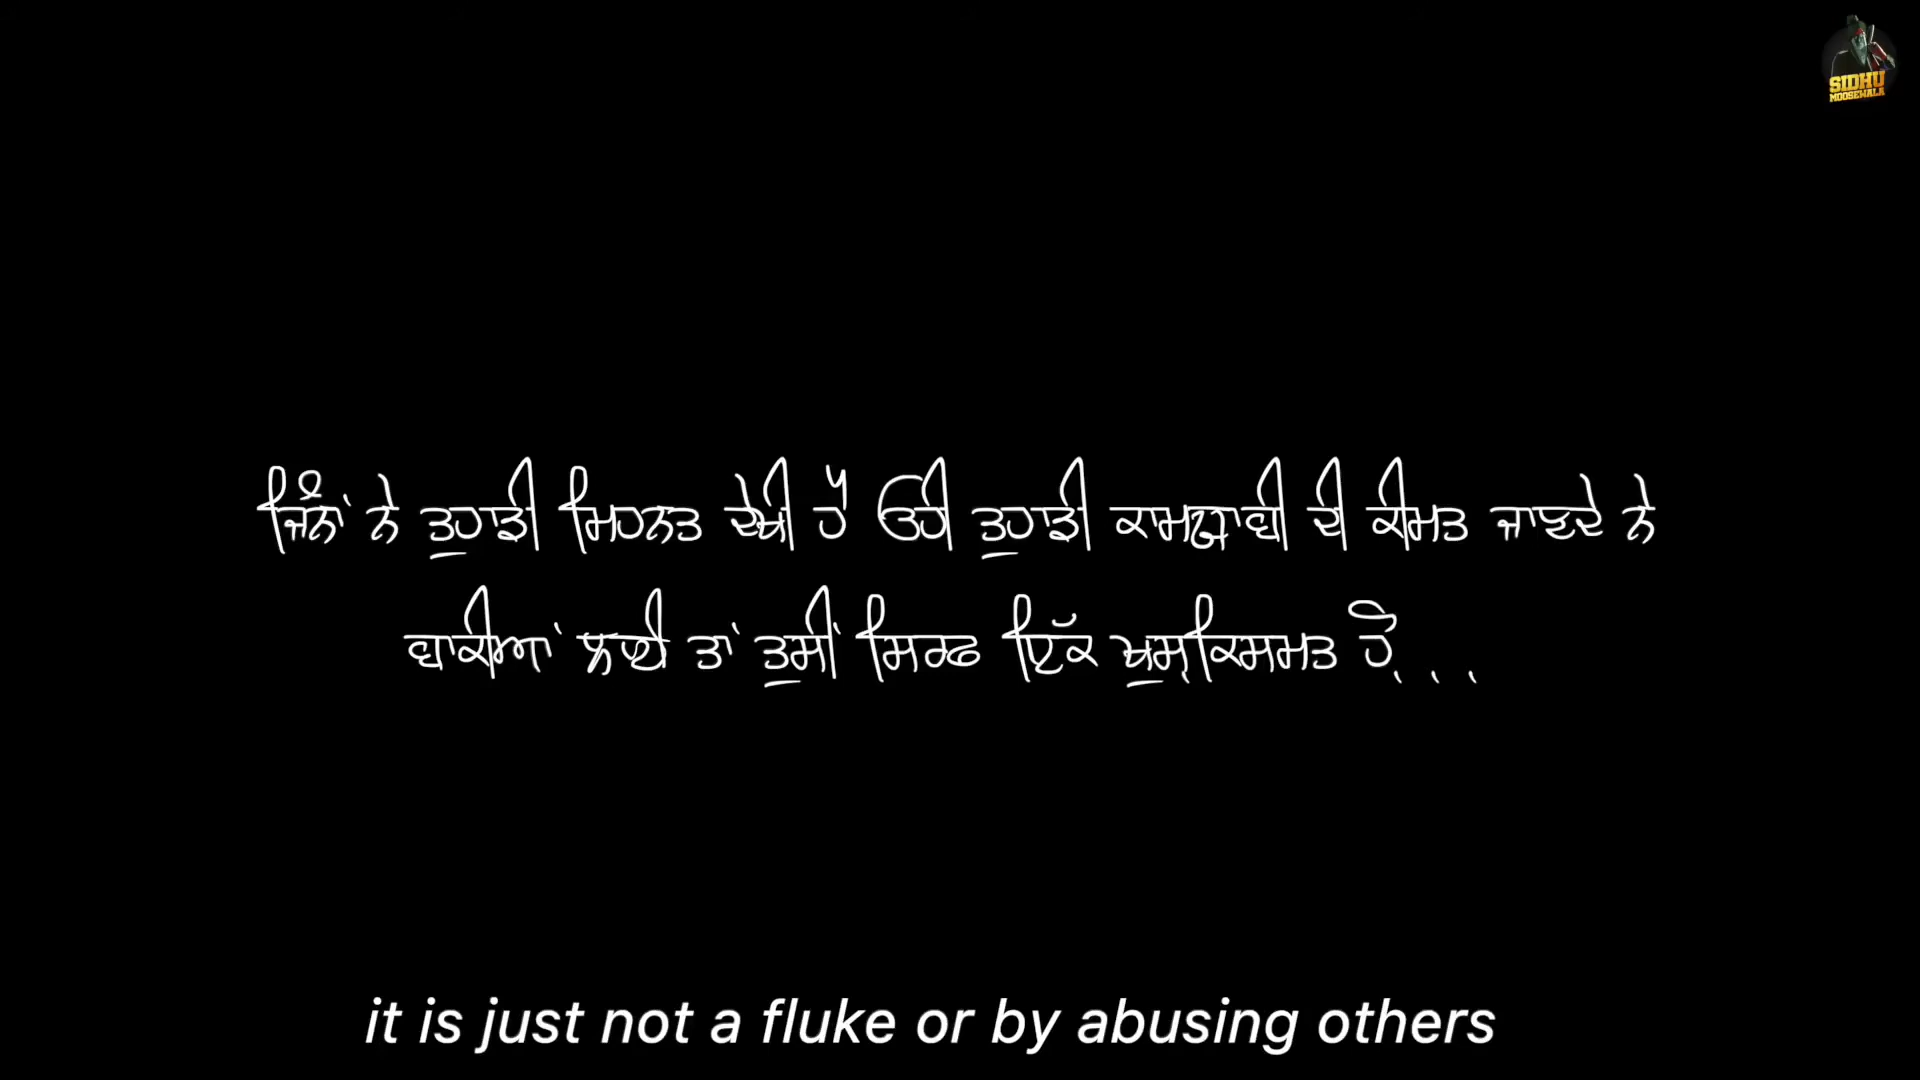 SIDHU
MOOSEWALA
ਜਿੰਨਾਂ ਨੇ ਤੁਹਾਡੀ ਮਿਹਨਤ ਦੇਖੀ ਹੈ ਓਹੀ ਤੁਹਾਡੀ ਕਾਮਯਾਬੀ ਦੀ ਕੀਮਤ ਜਾਣਦੇ ਨੇ
ਬਾਕੀਆਂ ਲਈ ਤਾਂ ਤੁਸੀਂ ਸਿਰਫ ਇੱਕ ਖੁਸ਼ਕਿਸਮਤ ਹੋ. . .
it is just not a fluke or by abusing others